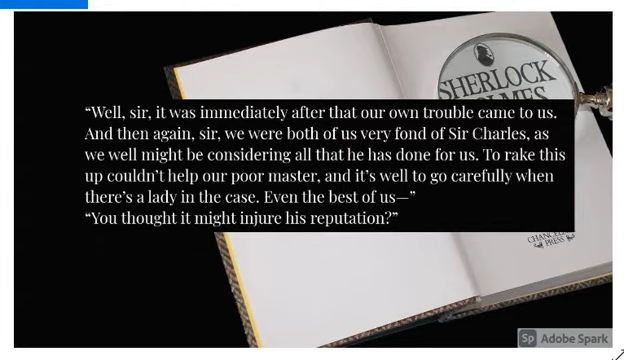 SHERLOCK
HOLMES
“Well, sir, it was immediately after that our own trouble came to us.
And then again, sir, we were both of us very fond of Sir Charles, as
we well might be considering all that he has done for us. To rake this
up couldn’t help our poor master, and it’s well to go carefully when
there’s a lady in the case. Even the best of us—”
“You thought it might injure his reputation?”
PRESS
Sp Adobe Spark